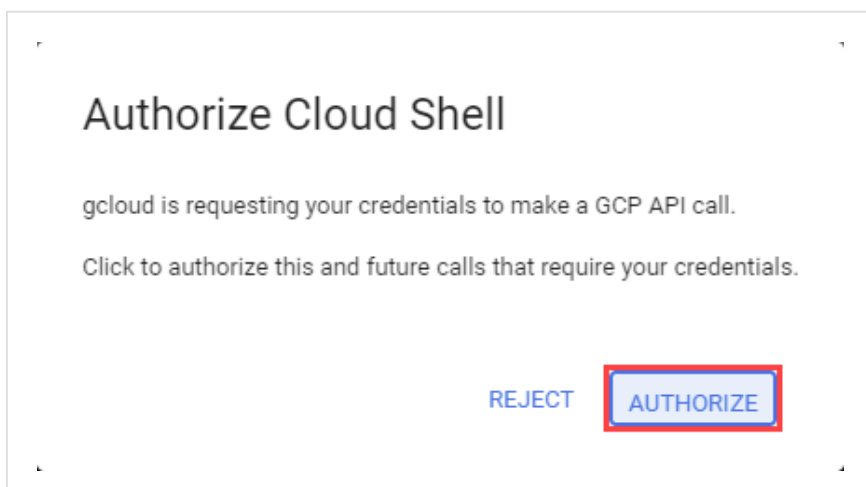 Authorize Cloud Shell
gcloud is requesting your credentials to make a GCP API call.
Click to authorize this and future calls that require your credentials.
REJECT
AUTHORIZE